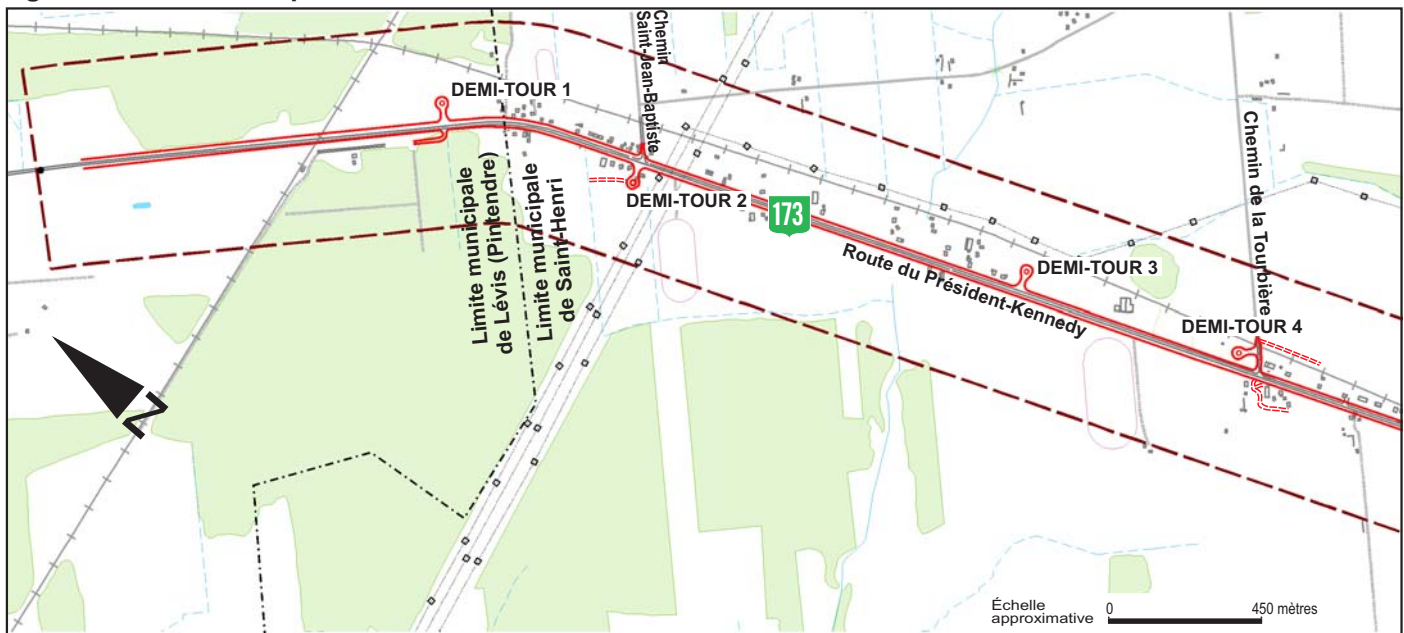 DEMI-TOUR 1
Chemin
Saint-Jean-Baptiste
Limite municipale
de Lévis (Pintendre)
Limite municipale
de Saint-Henri
DEMI-TOUR 2
173
Route du Président-Kennedy
DEMI-TOUR 3
Chemin de la Tourbière
DEMI-TOUR 4
N
Échelle
approximative
0
450 mètres